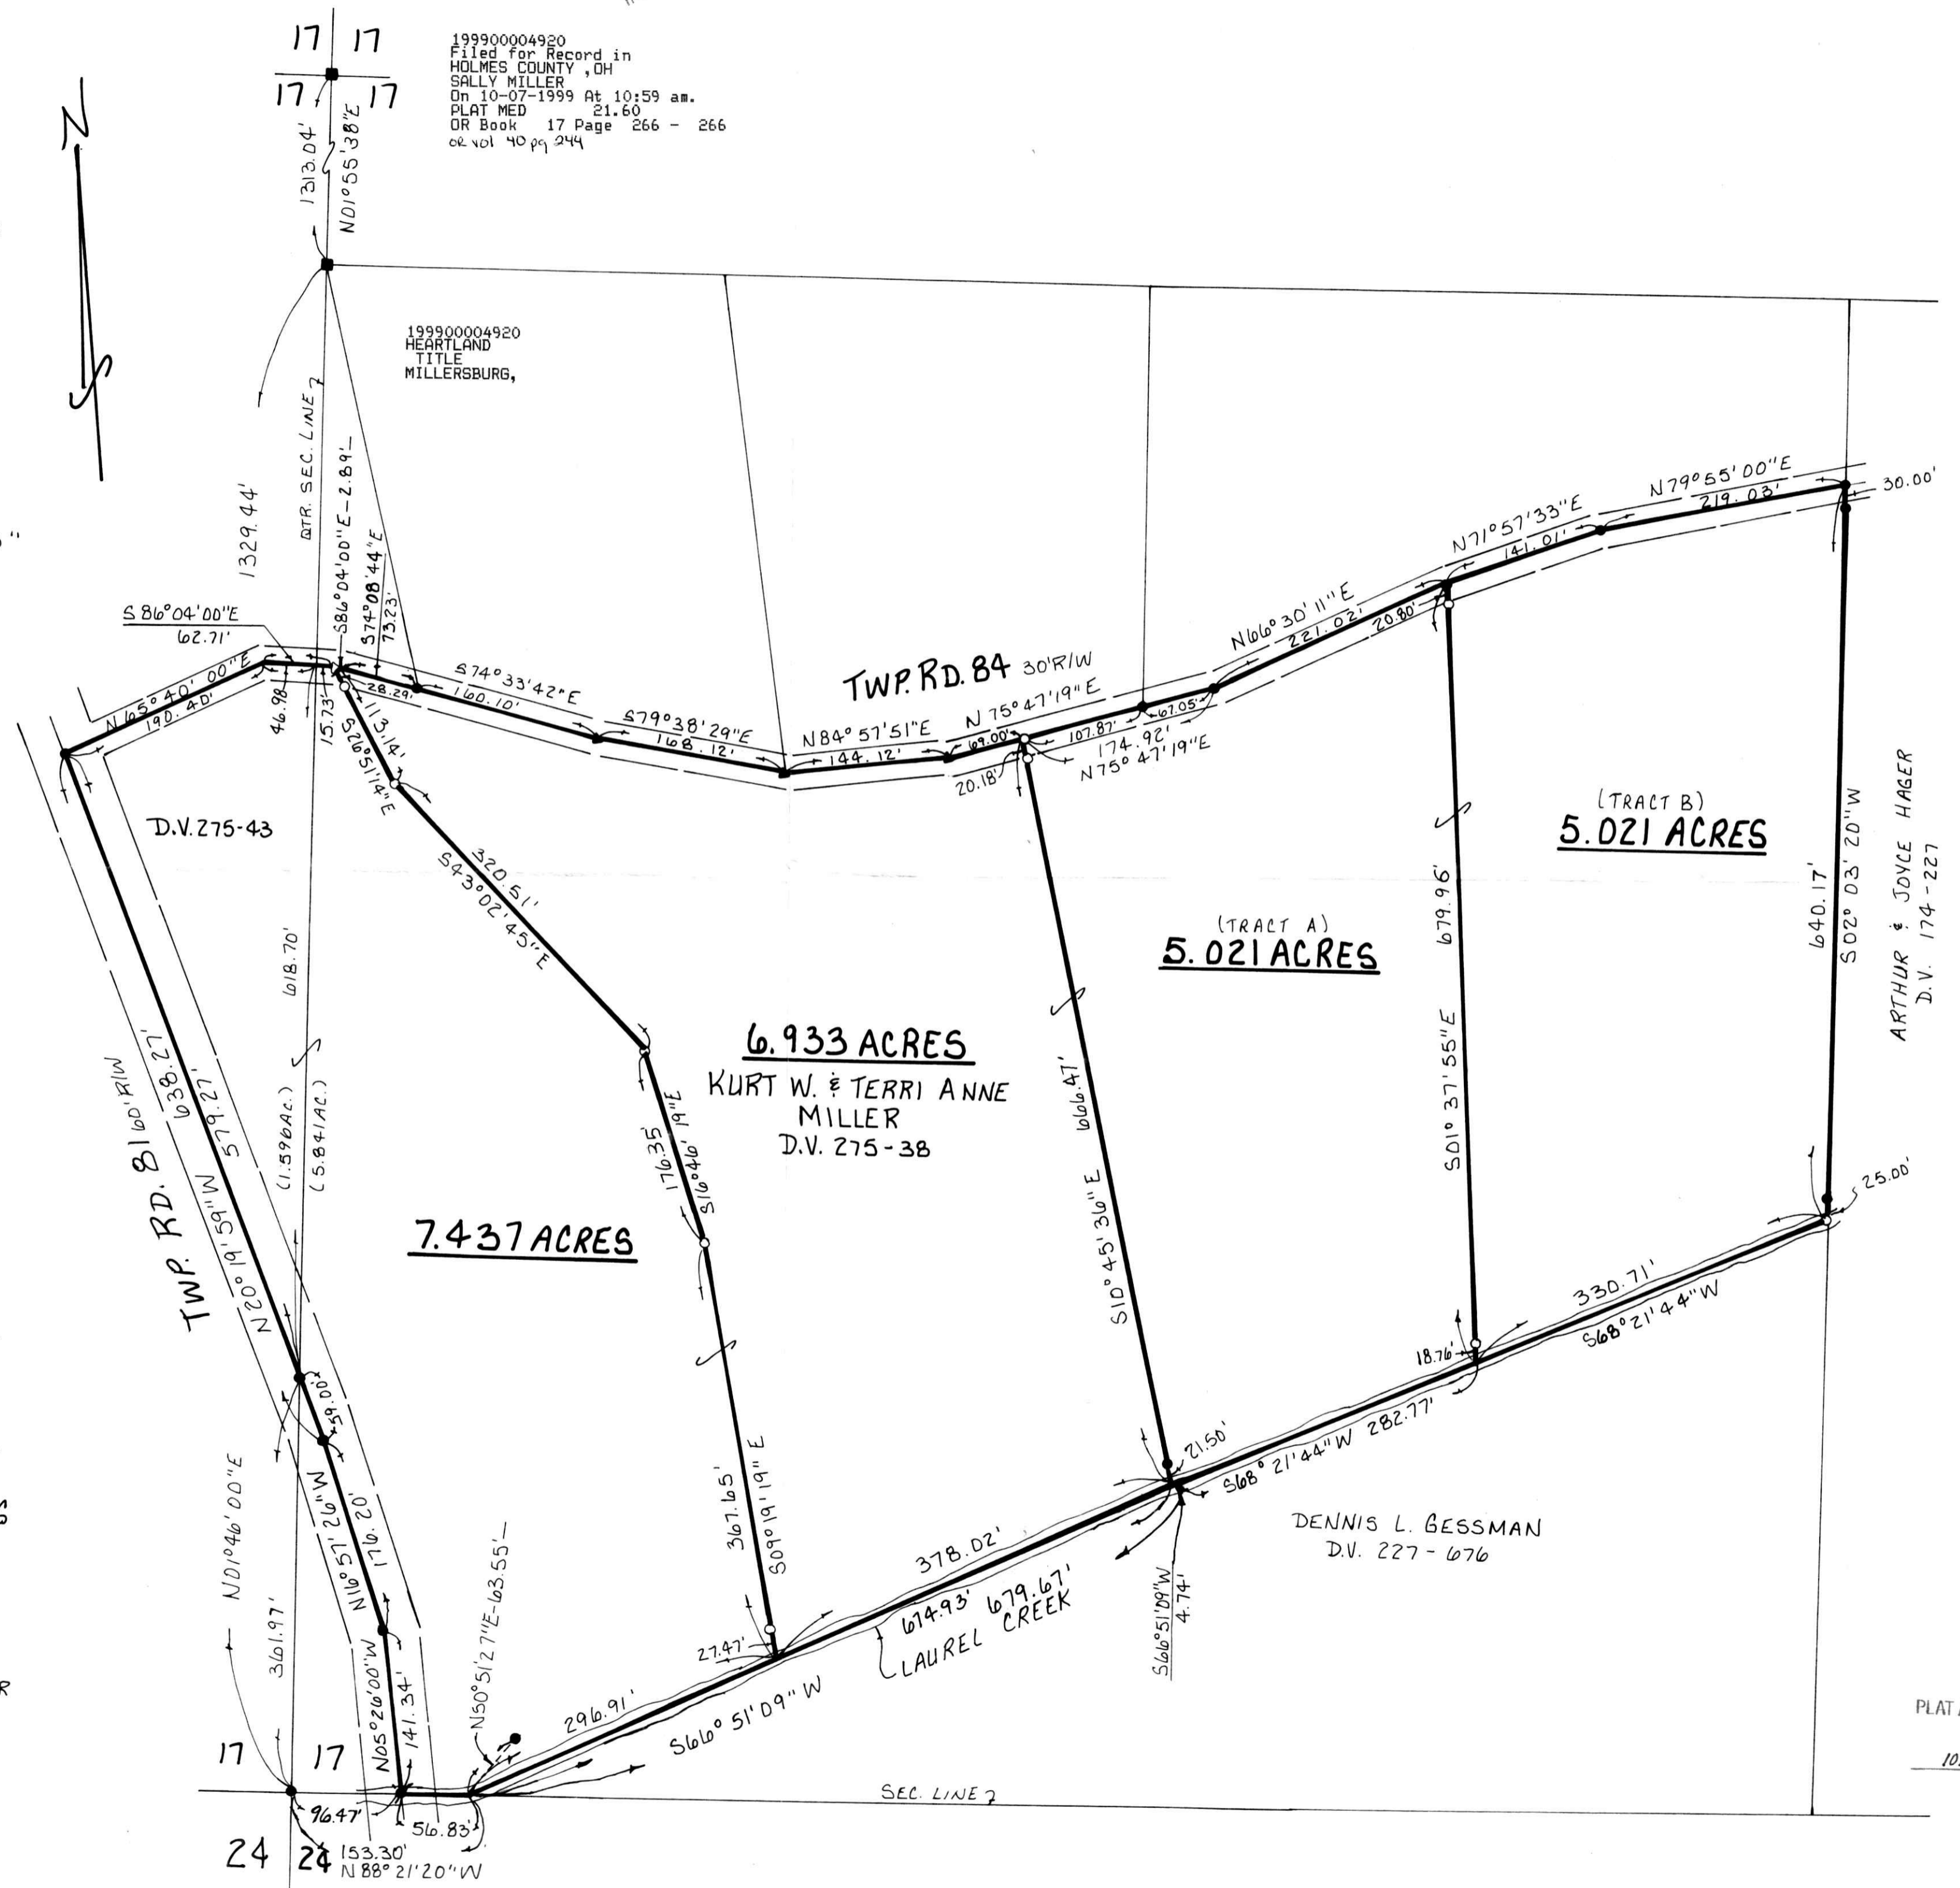 17 17
17 17
199900004920
Filed for Record in
HOLMES COUNTY ,OH
SALLY MILLER
On 10-07-1999 At 10:59 am.
PLAT MED 21.60
OR Book 17 Page 266 - 266
OR vol 40 pg 244
N
1313.04'
N01°55'38"E
199900004920
HEARTLAND
TITLE
MILLERSBURG,
1329.44'
QTR. SEC. LINE
S86°04'00"E-2.89'
S74°08'44"E
73.23'
S86°04'00"E
62.71'
N65°40'00"E
190.40'
46.98
15.73'
28.29'
113.14'
S26°51'14"E
S74°33'42"E
160.10'
S79°38'29"E
168.12'
N84°57'51"E
144.12'
TWP. RD. 84 30'R/W
N75°47'19"E
69.00'
107.87'
67.05'
174.92'
N75°47'19"E
20.18'
N66°30'11"E
221.02'
20.80'
N71°57'33"E
141.01'
N79°55'00"E
219.03'
30.00'
D.V. 275-43
320.51'
S43°02'45"E
618.70'
(1.596AC.)
(5.841AC.)
TWP. RD. 81 60'R/W
638.27'
579.27'
N20°19'59"W
(TRACT B)
5.021 ACRES
(TRACT A)
5.021 ACRES
679.96'
S01°37'55"E
640.17'
S02°03'20"W
ARTHUR & JOYCE HAGER
D.V. 174-227
6.933 ACRES
KURT W. & TERRI ANNE
MILLER
D.V. 275-38
666.47'
S10°45'36"E
176.35'
S16°46'19"E
7.437 ACRES
25.00'
330.71'
S68°21'44"W
18.76'
282.77'
S68°21'44"W
21.50'
59.00'
N01°46'00"E
361.97'
N16°57'26"W
176.20'
367.65'
S09°19'19"E
27.47'
378.02'
674.93' 679.67'
LAUREL CREEK
DENNIS L. GESSMAN
D.V. 227-676
S66°51'09"W
4.74'
N50°51'27"E-63.55'
N05°26'00"W
141.34'
296.91'
S66°51'09"W
17 17
SEC. LINE
96.47'
56.83'
24 24
153.30'
N88°21'20"W
PLAT
10